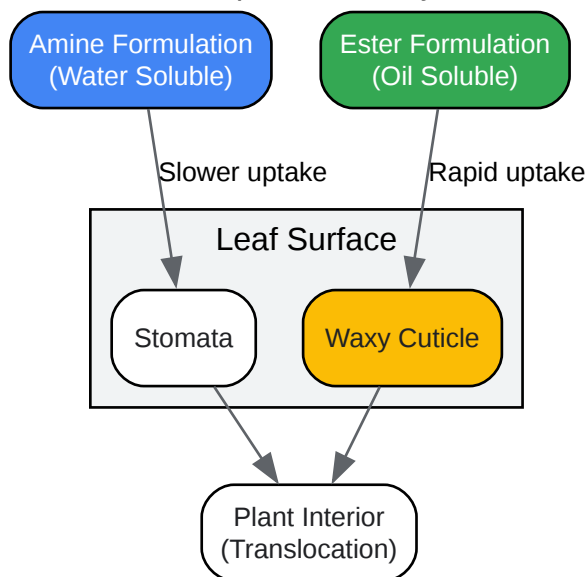 Amine Formulation
(Water Soluble)
Ester Formulation
(Oil Soluble)
Slower uptake
Rapid uptake
Leaf Surface
Stomata
Waxy Cuticle
Plant Interior
(Translocation)